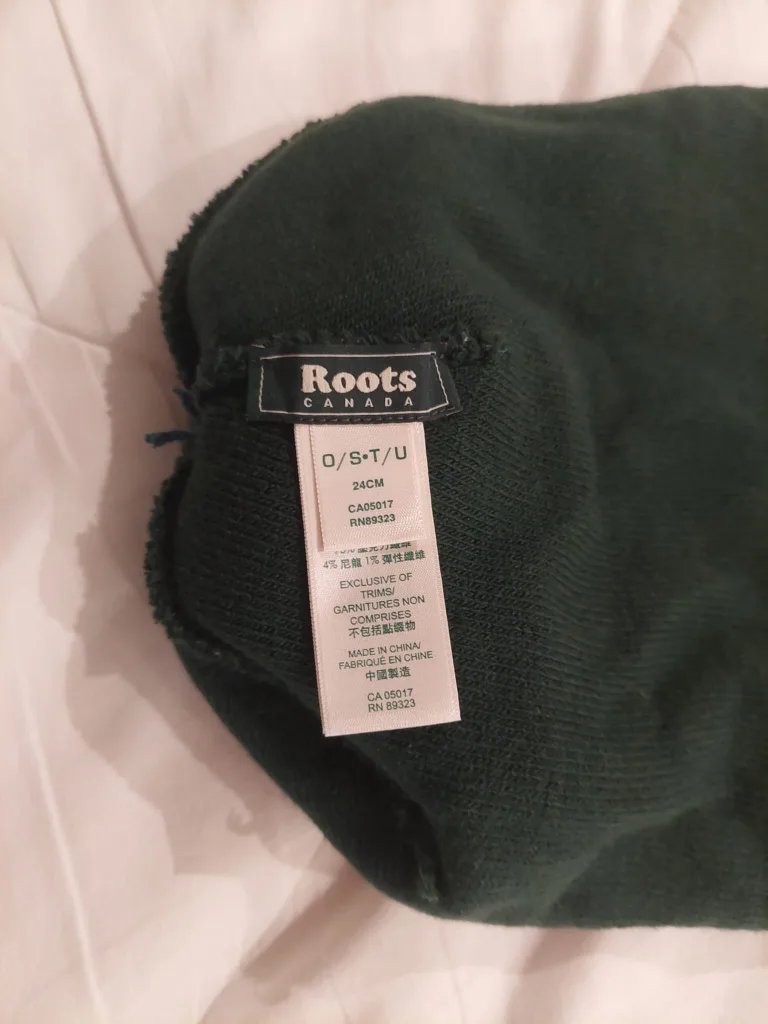 Roots
CANADA
O/S•T/U
24CM
CA05017
RN89323
4% 尼龍 1% 彈性纖維
EXCLUSIVE OF
TRIMS/
GARNITURES NON
COMPRISES
不包括點綴物
MADE IN CHINA/
FABRIQUÉ EN CHINE
中國製造
CA 05017
RN 89323